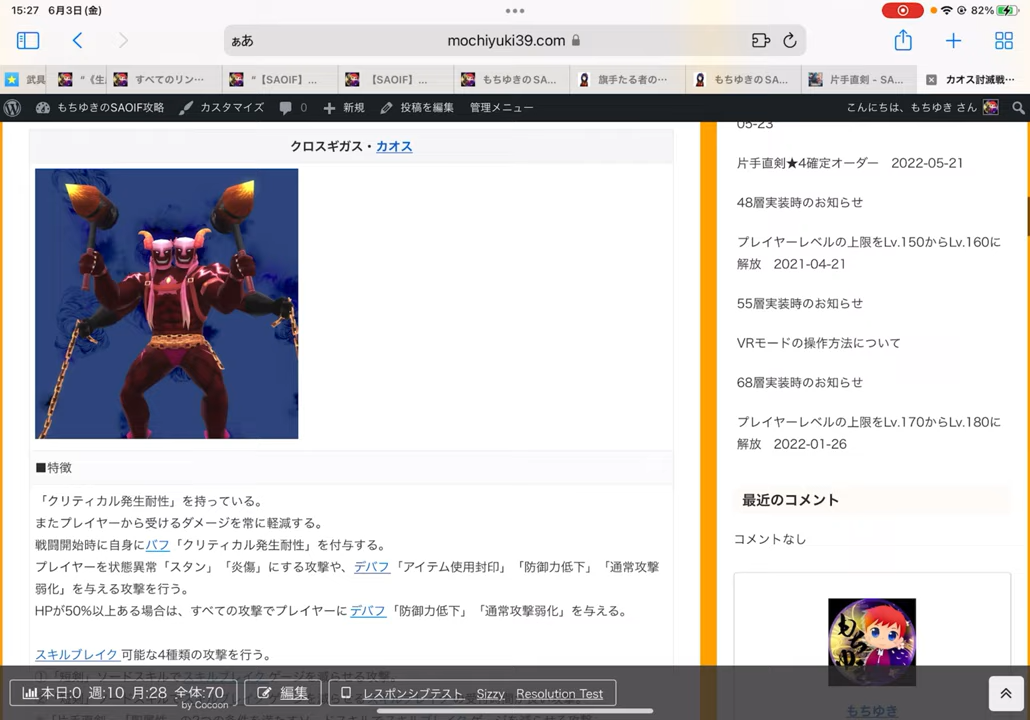 15:27 6月3日(金)
82%
ぁあ
mochiyuki39.com
武具
"《生
すべてのリン…
"【SAOIF】…
【SAOIF】…
もちゆきのSA…
旗手たる者の…
もちゆきのSA…
片手直剣 - SA…
カオス討滅戦…
もちゆきのSAOIF攻略
カスタマイズ
0
新規
投稿を編集
管理メニュー
こんにちは、もちゆき さん
クロスギガス・カオス
■特徴
「クリティカル発生耐性」を持っている。
またプレイヤーから受けるダメージを常に軽減する。
戦闘開始時に自身にバフ「クリティカル発生耐性」を付与する。
プレイヤーを状態異常「スタン」「炎傷」にする攻撃や、デバフ「アイテム使用封印」「防御力低下」「通常攻撃
弱化」を与える攻撃を行う。
HPが50%以上ある場合は、すべての攻撃でプレイヤーにデバフ「防御力低下」「通常攻撃弱化」を与える。
スキルブレイク可能な4種類の攻撃を行う。
05-23
片手直剣★4確定オーダー 2022-05-21
48層実装時のお知らせ
プレイヤーレベルの上限をLv.150からLv.160に
解放 2021-04-21
55層実装時のお知らせ
VRモードの操作方法について
68層実装時のお知らせ
プレイヤーレベルの上限をLv.170からLv.180に
解放 2022-01-26
最近のコメント
コメントなし
もちゆ
もちゆき
本日:0 週:10 月:28 全体:70
by Cocoon
編集
レスポンシブテスト Sizzy Resolution Test